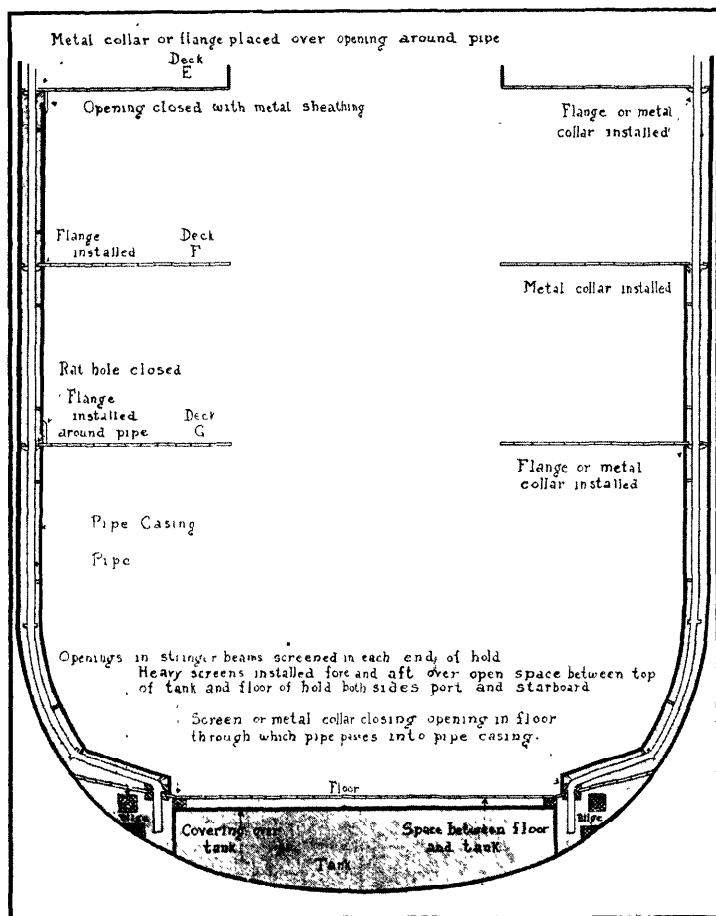 Metal collar or flange placed over opening around pipe
Deck
E
Opening closed with metal sheathing
Flange or metal
collar installed
Flange
installed
Deck
F
Metal collar installed
Rat hole closed
Flange
installed
around pipe
Deck
G
Flange or metal
collar installed
Pipe Casing
Pipe
Openings in stringer beams screened in each end of hold
Heavy screens installed fore and aft over open space between top
of tank and floor of hold both sides port and starboard
Screen or metal collar closing opening in floor
through which pipe passes into pipe casing.
Floor
Bilge
Covering over
tank
Space between floor
and tank
Bilge
Tank